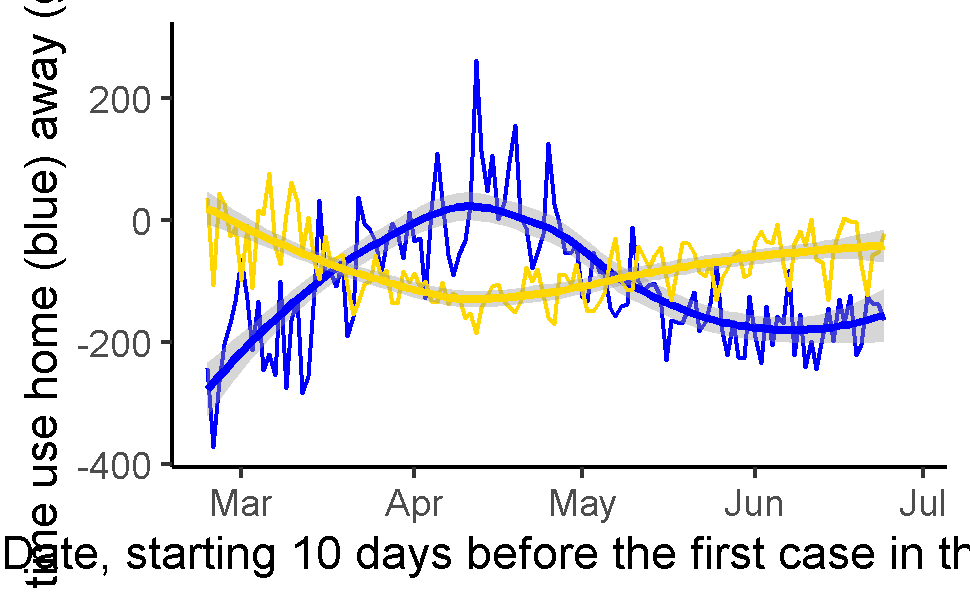 time use home (blue) away (
200
0
-200
-400
Mar Apr May Jun Jul
Date, starting 10 days before the first case in th